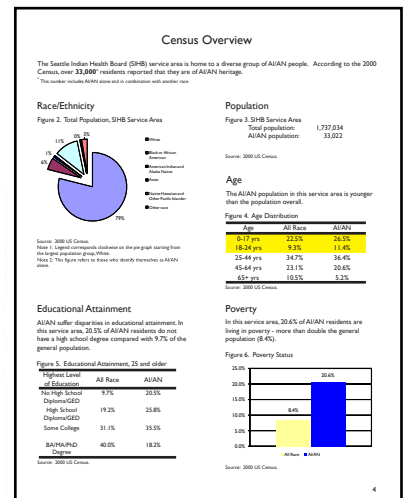 Census Overview
The Seattle Indian Health Board (SIHB) service area is home to a diverse group of AI/AN people. According to the 2000
Census, over 33,000* residents reported that they are of AI/AN heritage.
* This number includes AI/AN alone and in combination with another race
Race/Ethnicity
Figure 2. Total Population, SIHB Service Area
11%
0%
3%
1%
6%
79%
White
Black or African
American
American Indian and
Alaska Native
Asian
Native Hawaiian and
Other Pacific Islander
Other race
Source: 2000 US Census.
Note 1: Legend corresponds clockwise on the pie graph starting from
the largest population group, White.
Note 2: This figure refers to those who identify themselves as AI/AN
alone.
Population
Figure 3. SIHB Service Area
Total population: 1,737,034
AI/AN population: 33,022
Source: 2000 US Census.
Age
The AI/AN population in this service area is younger
than the population overall.
Figure 4. Age Distribution
Age All Race AI/AN
0-17 yrs 22.5% 26.5%
18-24 yrs 9.3% 11.4%
25-44 yrs 34.7% 36.4%
45-64 yrs 23.1% 20.6%
65+ yrs 10.5% 5.2%
Source: 2000 US Census.
Educational Attainment
AI/AN suffer disparities in educational attainment. In
this service area, 20.5% of AI/AN residents do not
have a high school degree compared with 9.7% of the
general population.
Figure 5. Educational Attainment, 25 and older
Highest Level
of Education All Race AI/AN
No High School
Diploma/GED 9.7% 20.5%
High School
Diploma/GED 19.2% 25.8%
Some College 31.1% 35.5%
BA/MA/PhD
Degree 40.0% 18.2%
Source: 2000 US Census.
Poverty
In this service area, 20.6% of AI/AN residents are
living in poverty - more than double the general
population (8.4%).
Figure 6. Poverty Status
25.0%
20.0%
15.0%
10.0%
5.0%
0.0%
8.4%
20.6%
All Race AI/AN
Source: 2000 US Census.
4